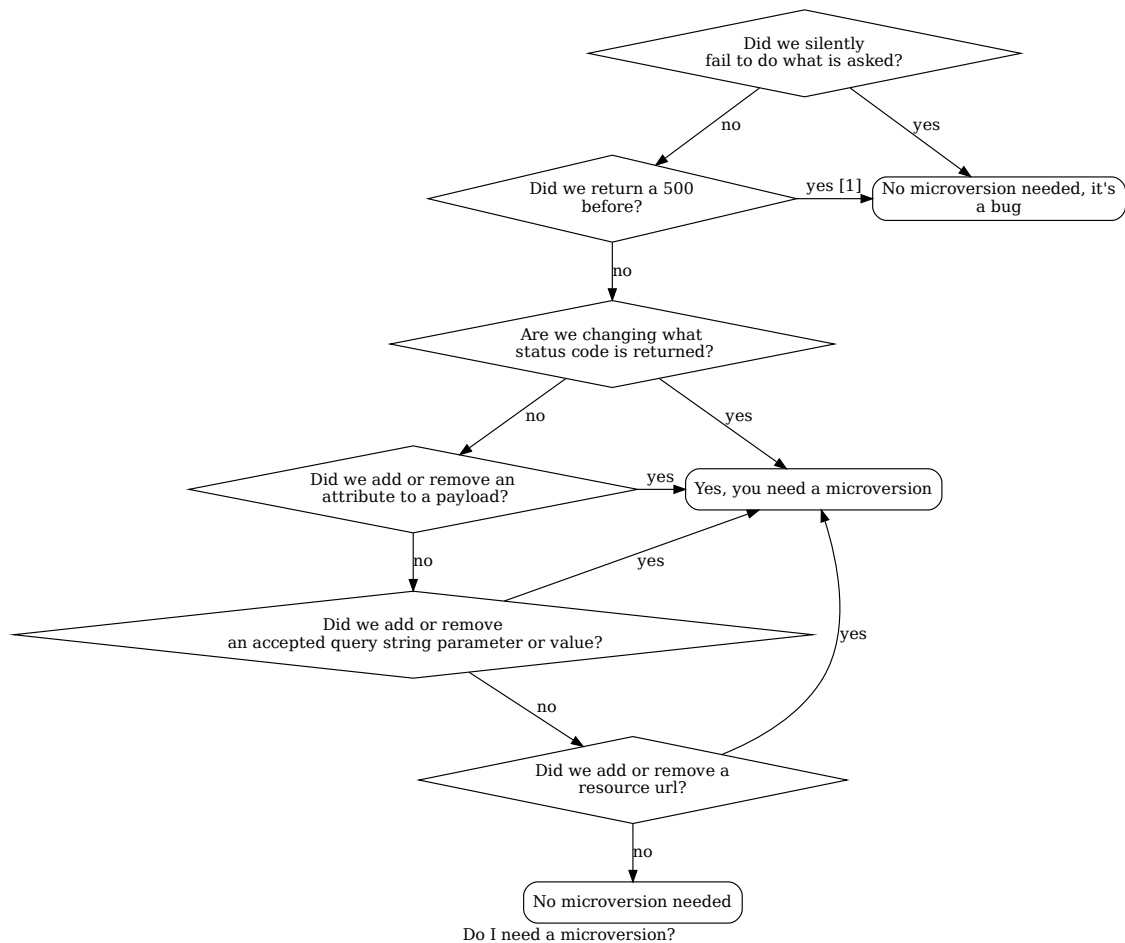 Did we silently
fail to do what is asked?
no
yes
Did we return a 500
before?
yes [1]
No microversion needed, it's
a bug
no
Are we changing what
status code is returned?
no
yes
Did we add or remove an
attribute to a payload?
yes
Yes, you need a microversion
no
yes
Did we add or remove
an accepted query string parameter or value?
yes
no
Did we add or remove a
resource url?
no
No microversion needed
Do I need a microversion?